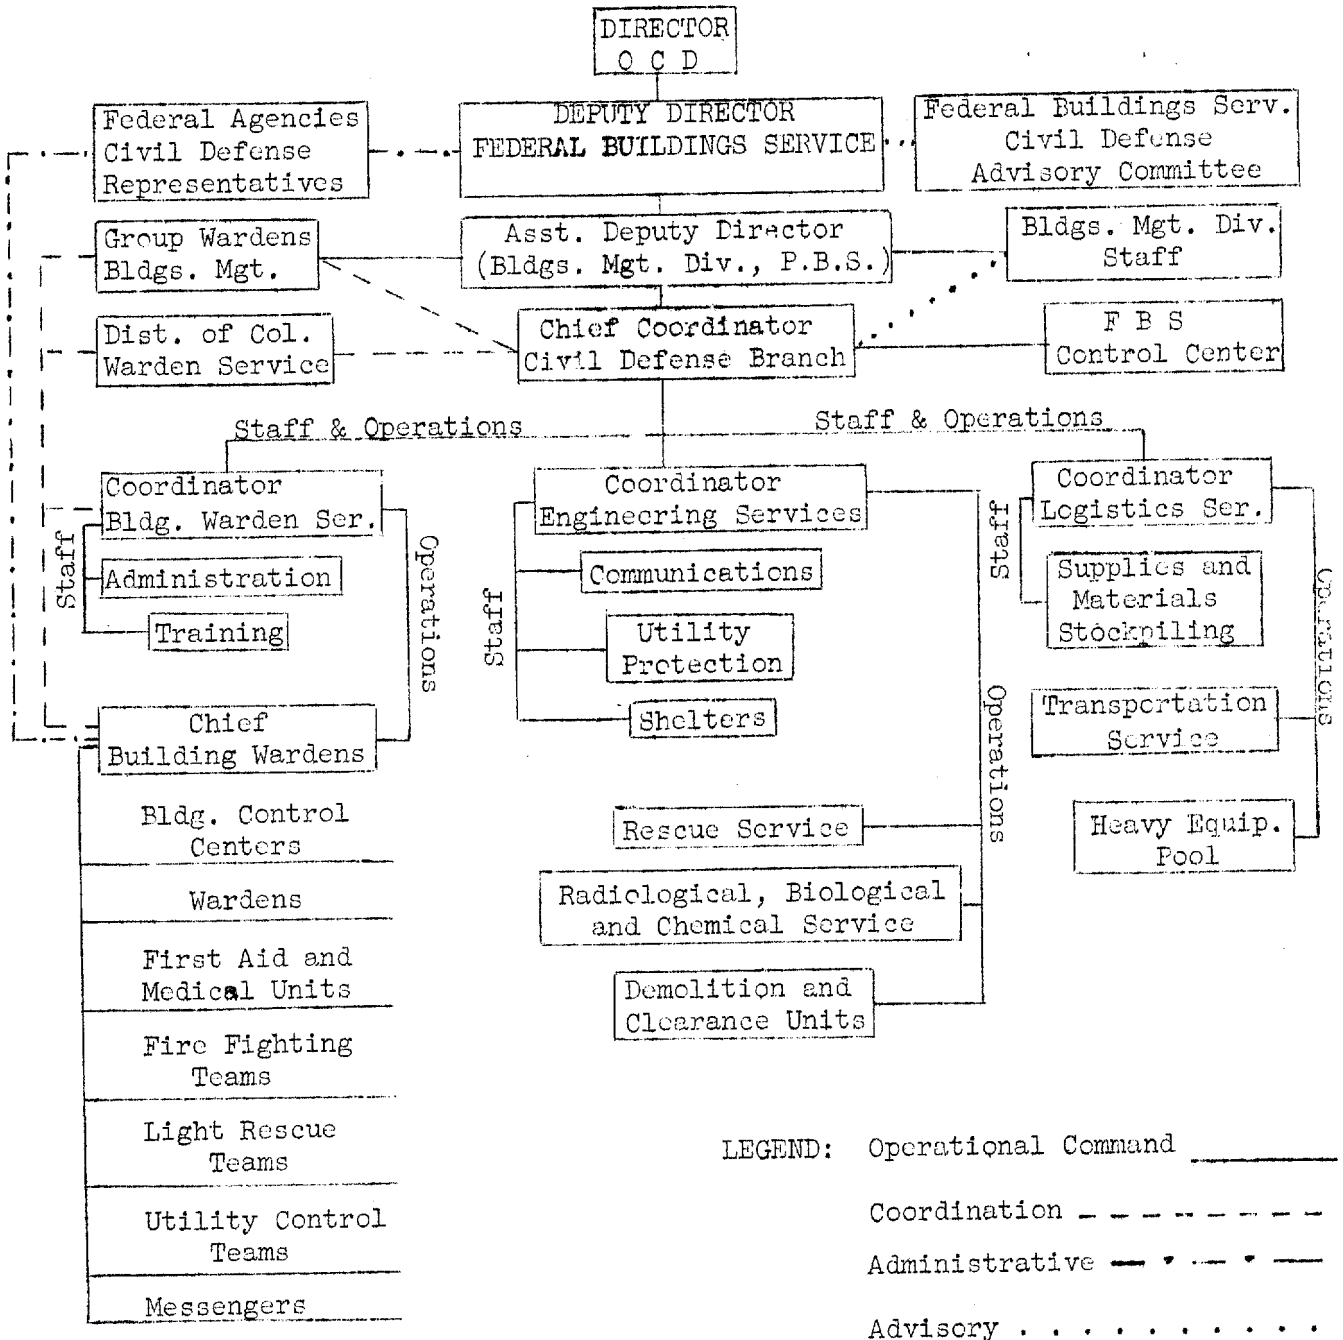 DIRECTOR
O C D
Federal Agencies
Civil Defense
Representatives
DEPUTY DIRECTOR
FEDERAL BUILDINGS SERVICE
Federal Buildings Serv.
Civil Defense
Advisory Committee
Group Wardens
Bldgs. Mgt.
Asst. Deputy Director
(Bldgs. Mgt. Div., P.B.S.)
Bldgs. Mgt. Div.
Staff
Dist. of Col.
Warden Service
Chief Coordinator
Civil Defense Branch
F B S
Control Center
Staff & Operations
Staff & Operations
Coordinator
Bldg. Warden Ser.
Staff
Administration
Training
Operations
Chief
Building Wardens
Bldg. Control
Centers
Wardens
First Aid and
Medical Units
Fire Fighting
Teams
Light Rescue
Teams
Utility Control
Teams
Messengers
Coordinator
Engineering Services
Staff
Communications
Utility
Protection
Shelters
Operations
Rescue Service
Radiological, Biological
and Chemical Service
Demolition and
Clearance Units
Coordinator
Logistics Ser.
Staff
Supplies and
Materials
Stockpiling
Operations
Transportation
Service
Heavy Equip.
Pool
LEGEND: Operational Command
Coordination
Administrative
Advisory